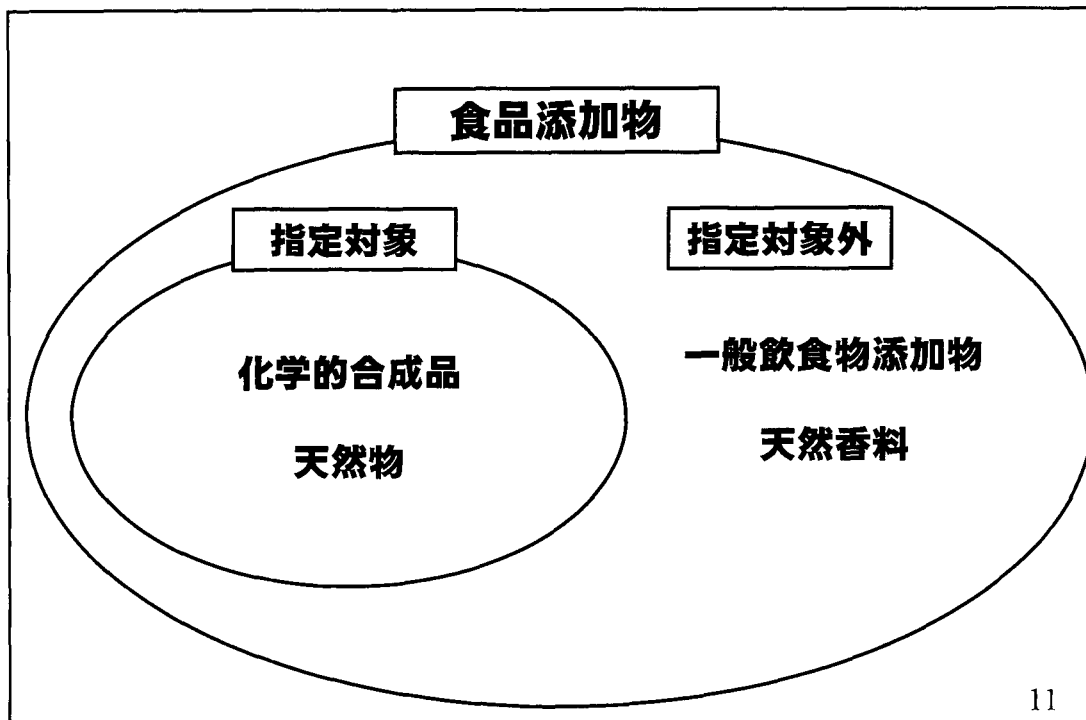 食品添加物
指定対象
指定対象外
化学的合成品
天然物
一般飲食物添加物
天然香料
11